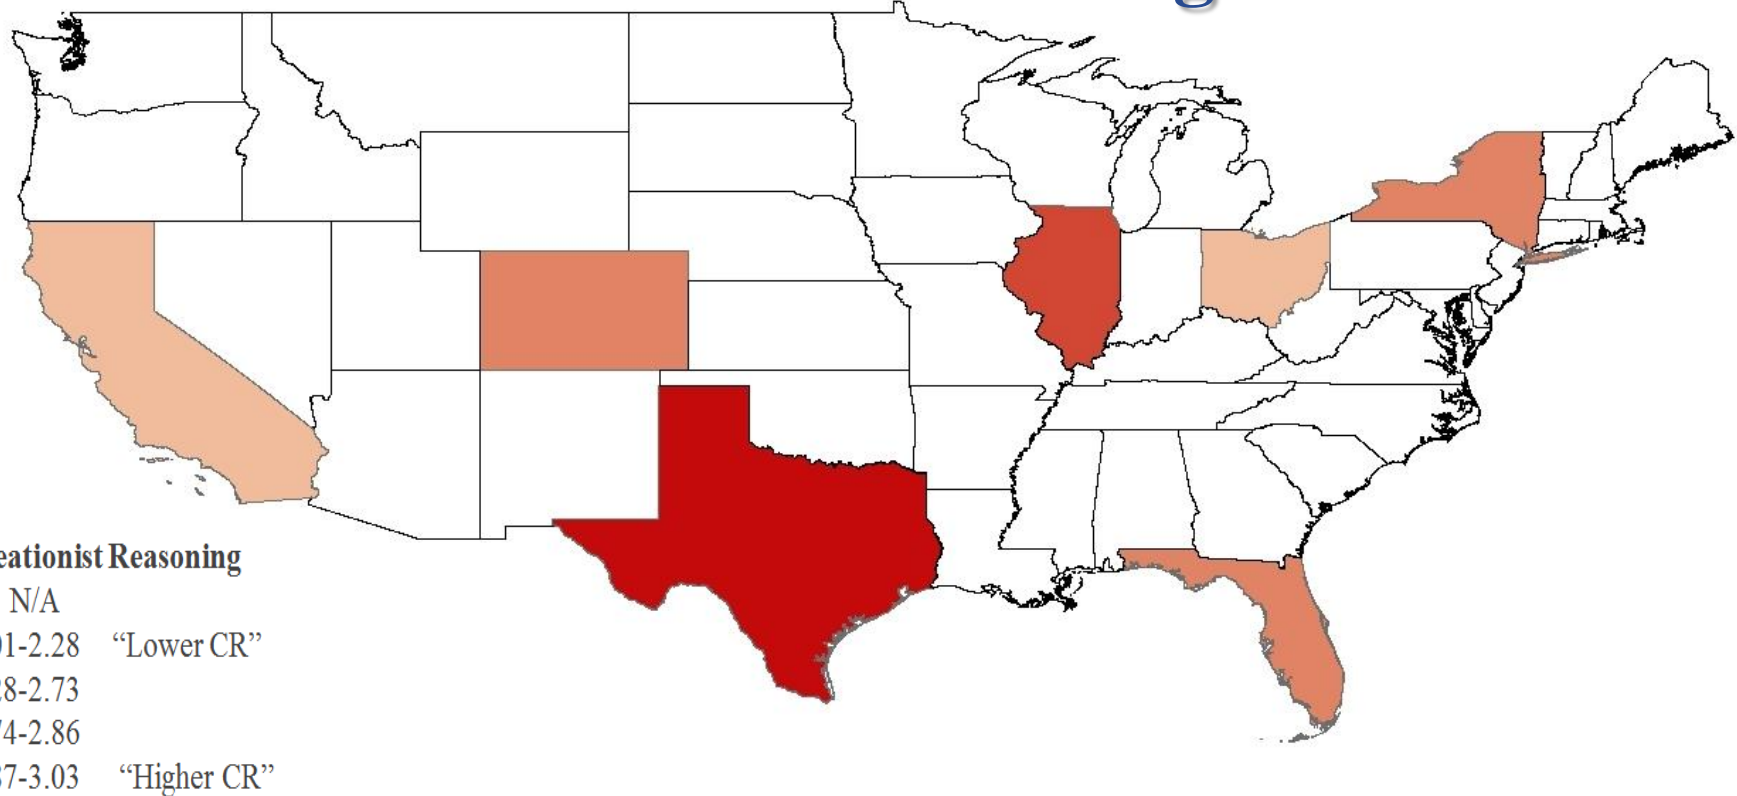 g
eationist Reasoning
N/A
01-2.28 “Lower CR”
28-2.73
74-2.86
87-3.03 “Higher CR”